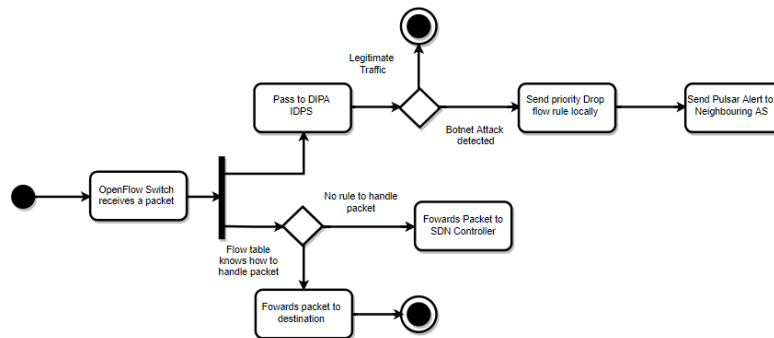 Legitimate
Traffic
Pass to DIPA
IDPS
Send priority Drop
flow rule locally
Send Pulsar Alert to
Neighbouring AS
Botnet Attack
detected
OpenFlow Switch
receives a packet
No rule to handle
packet
Fowards Packet to
SDN Controller
Flow table
knows how to
handle packet
Fowards packet to
destination